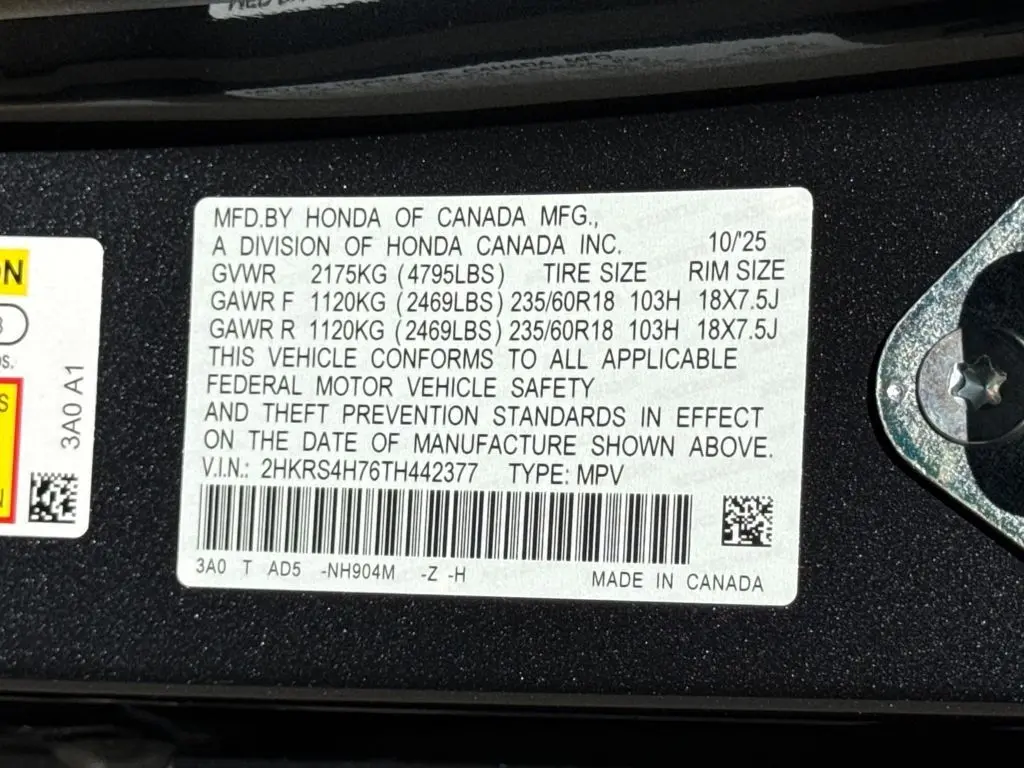 MFD.BY HONDA OF CANADA MFG.,
A DIVISION OF HONDA CANADA INC. 10/'25
GVWR 2175KG (4795LBS) TIRE SIZE RIM SIZE
GAWR F 1120KG (2469LBS) 235/60R18 103H 18X7.5J
GAWR R 1120KG (2469LBS) 235/60R18 103H 18X7.5J
THIS VEHICLE CONFORMS TO ALL APPLICABLE
FEDERAL MOTOR VEHICLE SAFETY
AND THEFT PREVENTION STANDARDS IN EFFECT
ON THE DATE OF MANUFACTURE SHOWN ABOVE.
V.I.N.: 2HKRS4H76TH442377 TYPE: MPV
3A0 T AD5 -NH904M -Z -H MADE IN CANADA
3A0 A1